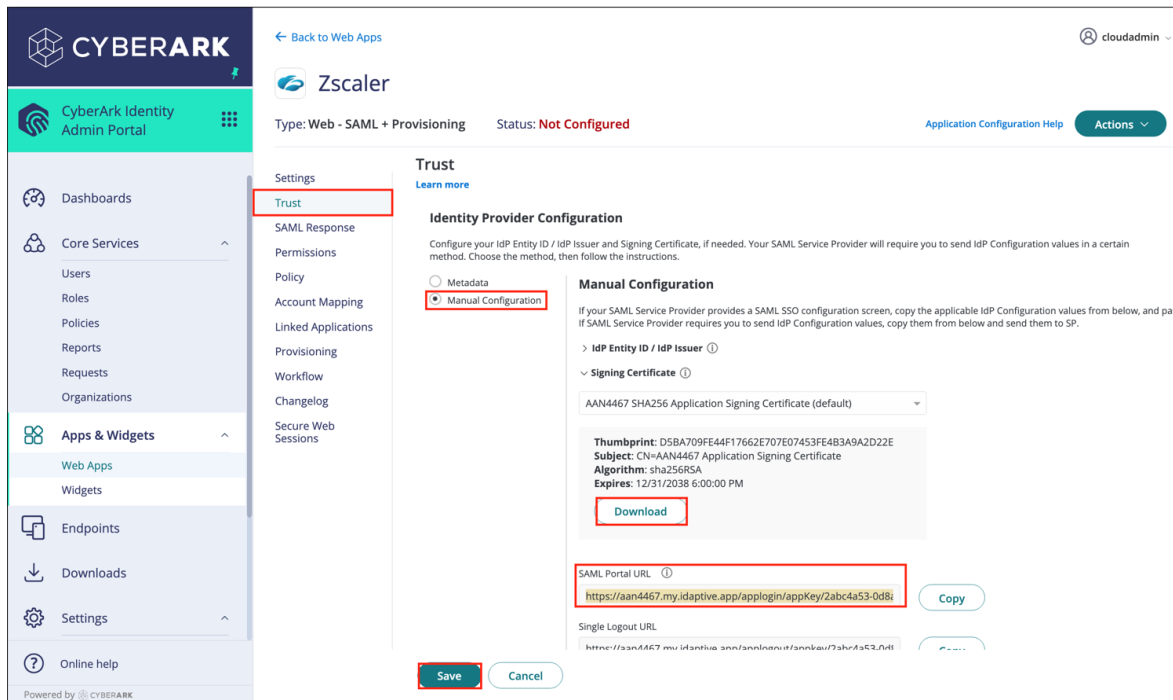 CYBERARK
CyberArk Identity
Admin Portal
Dashboards
Core Services
Users
Roles
Policies
Reports
Requests
Organizations
Apps & Widgets
Web Apps
Widgets
Endpoints
Downloads
Settings
Online help
Powered by CYBERARK
← Back to Web Apps
cloudadmin
Zscaler
Type: Web - SAML + Provisioning
Status: Not Configured
Application Configuration Help
Actions
Settings
Trust
SAML Response
Permissions
Policy
Account Mapping
Linked Applications
Provisioning
Workflow
Changelog
Secure Web
Sessions
Trust
Learn more
Identity Provider Configuration
Configure your IdP Entity ID / IdP Issuer and Signing Certificate, if needed. Your SAML Service Provider will require you to send IdP Configuration values in a certain
method. Choose the method, then follow the instructions.
Metadata
Manual Configuration
Manual Configuration
If your SAML Service Provider provides a SAML SSO configuration screen, copy the applicable IdP Configuration values from below, and pa
If SAML Service Provider requires you to send IdP Configuration values, copy them from below and send them to SP.
IdP Entity ID / IdP Issuer
Signing Certificate
AAN4467 SHA256 Application Signing Certificate (default)
Thumbprint: D5BA709FE44F17662E707E07453FE4B3A9A2D22E
Subject: CN=AAN4467 Application Signing Certificate
Algorithm: sha256RSA
Expires: 12/31/2038 6:00:00 PM
Download
SAML Portal URL
https://aan4467.my.idaptive.app/applogin/appKey/2abc4a53-0d8a
Copy
Single Logout URL
https://aan4467.my.idaptive.app/applogout/appkey/2abc4a53-0d8
Copy
Save
Cancel